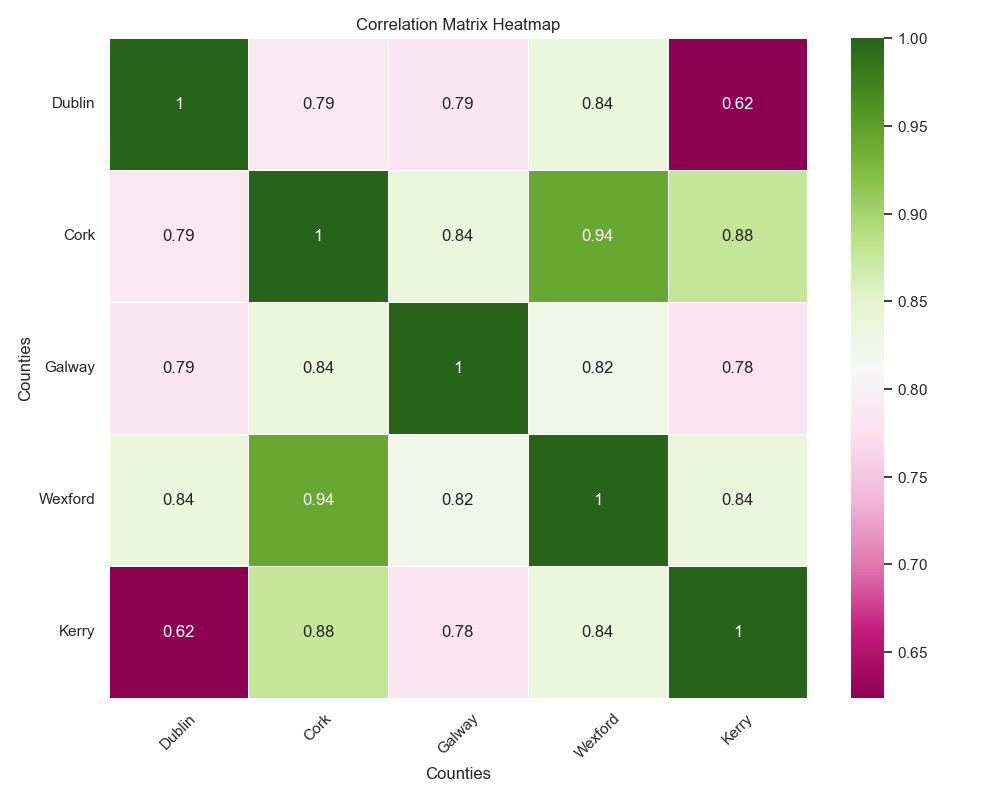 Correlation Matrix Heatmap
Dublin 1 0.79 0.79 0.84 0.62
Cork 0.79 1 0.84 0.94 0.88
Galway 0.79 0.84 1 0.82 0.78
Wexford 0.84 0.94 0.82 1 0.84
Kerry 0.62 0.88 0.78 0.84 1
Counties
Dublin Cork Galway Wexford Kerry
Counties
1.00
0.95
0.90
0.85
0.80
0.75
0.70
0.65